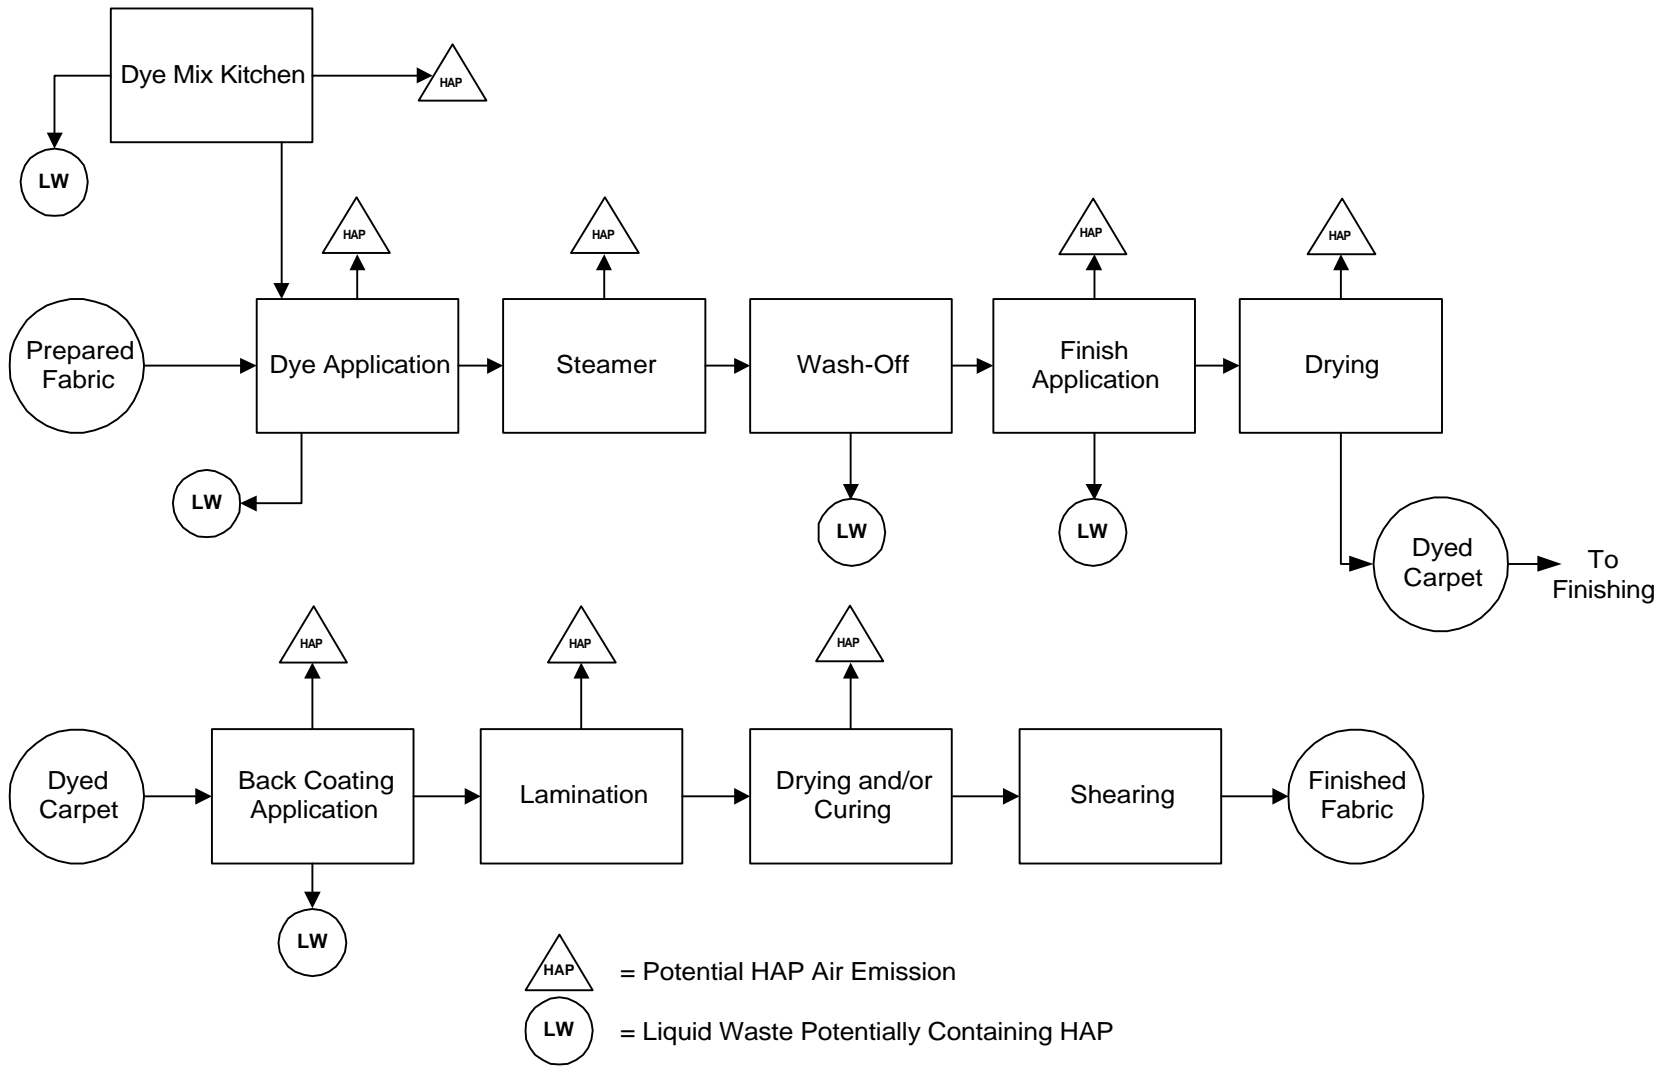 Dye Mix Kitchen
HAP
LW
HAP
HAP
HAP
HAP
Prepared
Fabric
Dye Application
Steamer
Wash-Off
Finish
Application
Drying
LW
LW
LW
Dyed
Carpet
To
Finishing
HAP
HAP
HAP
Dyed
Carpet
Back Coating
Application
Lamination
Drying and/or
Curing
Shearing
Finished
Fabric
LW
HAP
= Potential HAP Air Emission
LW
= Liquid Waste Potentially Containing HAP